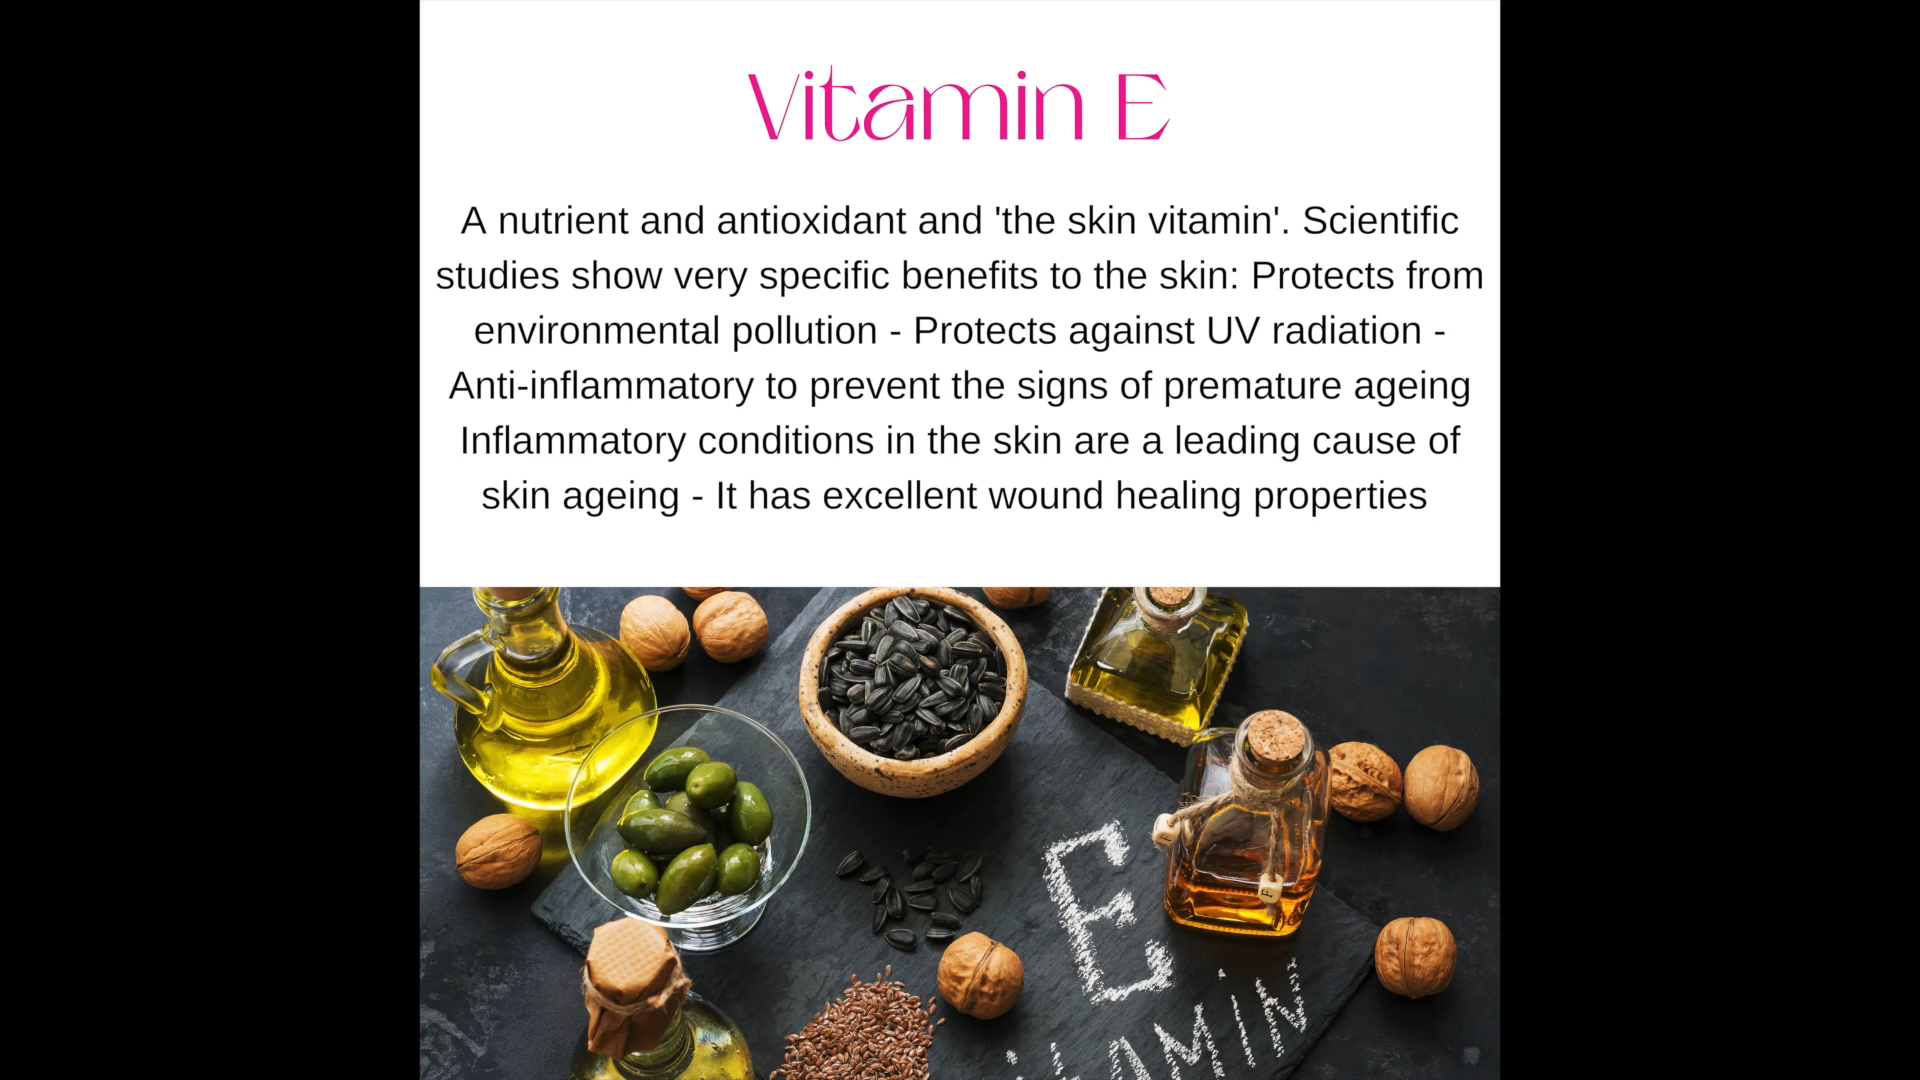 Vitamin E
A nutrient and antioxidant and 'the skin vitamin'. Scientific
studies show very specific benefits to the skin: Protects from
environmental pollution - Protects against UV radiation -
Anti-inflammatory to prevent the signs of premature ageing
Inflammatory conditions in the skin are a leading cause of
skin ageing - It has excellent wound healing properties
E